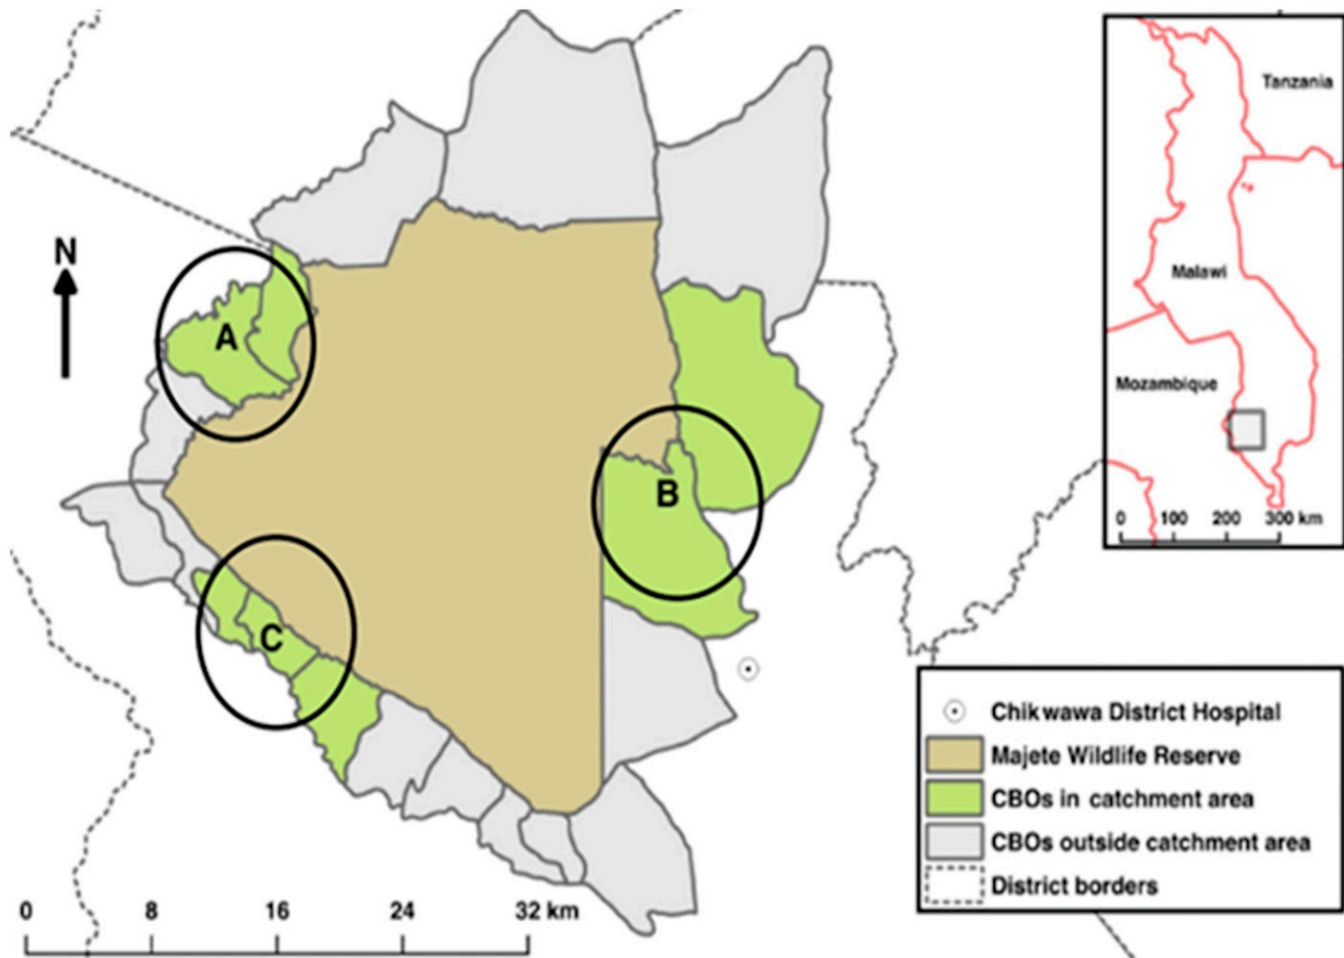 N
A
B
C
0 8 16 24 32 km
Tanzania
Malawi
Mozambique
0 100 200 300 km
Chikwawa District Hospital
Majete Wildlife Reserve
CBOs in catchment area
CBOs outside catchment area
District borders